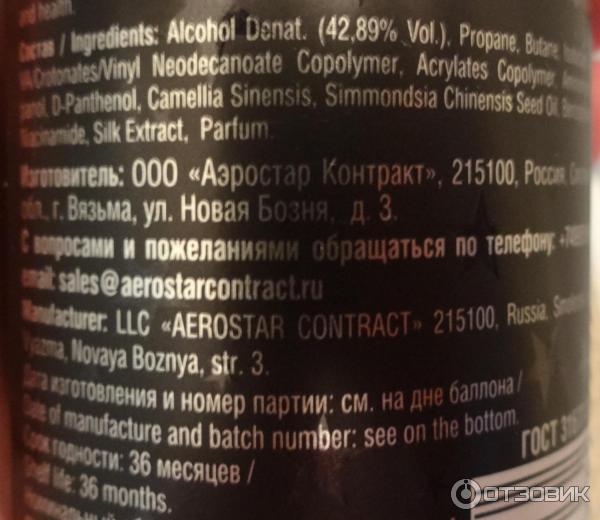 and health.
Состав / Ingredients: Alcohol Denat. (42,89% Vol.), Propane, Butane,
VA/Crotonates/Vinyl Neodecanoate Copolymer, Acrylates Copolymer,
D-Panthenol, Camellia Sinensis, Simmondsia Chinensis Seed Oil,
Niacinamide, Silk Extract, Parfum.
Изготовитель: ООО «Аэростар Контракт», 215100, Россия,
обл., г. Вязьма, ул. Новая Бозня, д. 3.
С вопросами и пожеланиями обращаться по телефону:
email: sales@aerostarcontract.ru
Manufacturer: LLC «AEROSTAR CONTRACT» 215100, Russia,
Vyazma, Novaya Boznya, str. 3.
Дата изготовления и номер партии: см. на дне баллона /
Date of manufacture and batch number: see on the bottom.
ГОСТ
Срок годности: 36 месяцев /
Shelf life: 36 months.
ОТЗОВИК